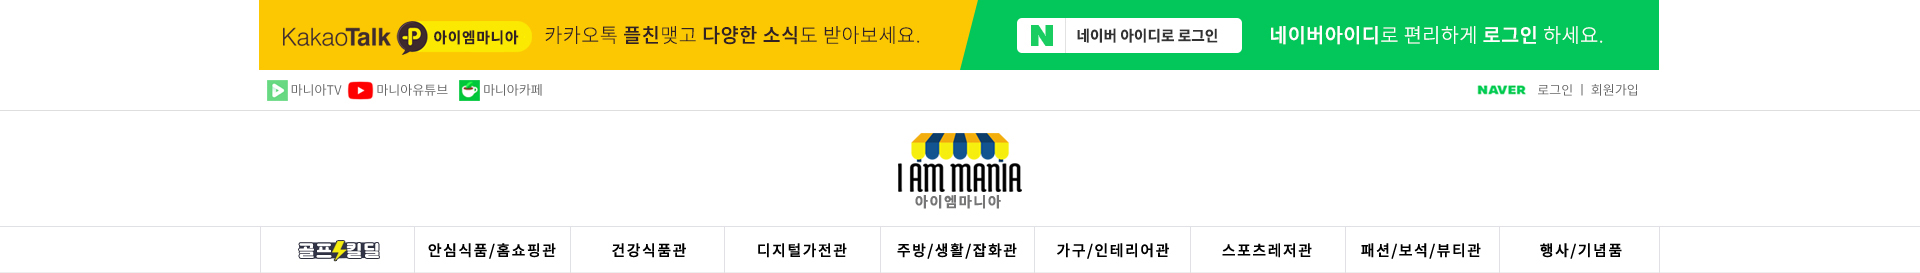 KakaoTalk P 아이엠마니아 카카오톡 플친맺고 다양한 소식도 받아보세요. N 네이버 아이디로 로그인 네이버아이디로 편리하게 로그인 하세요.
마니아TV 마니아유튜브 마니아카페 NAVER 로그인 | 회원가입
I AM MANIA
아이엠마니아
골프킬딜 안심식품/홈쇼핑관 건강식품관 디지털가전관 주방/생활/잡화관 가구/인테리어관 스포츠레저관 패션/보석/뷰티관 행사/기념품